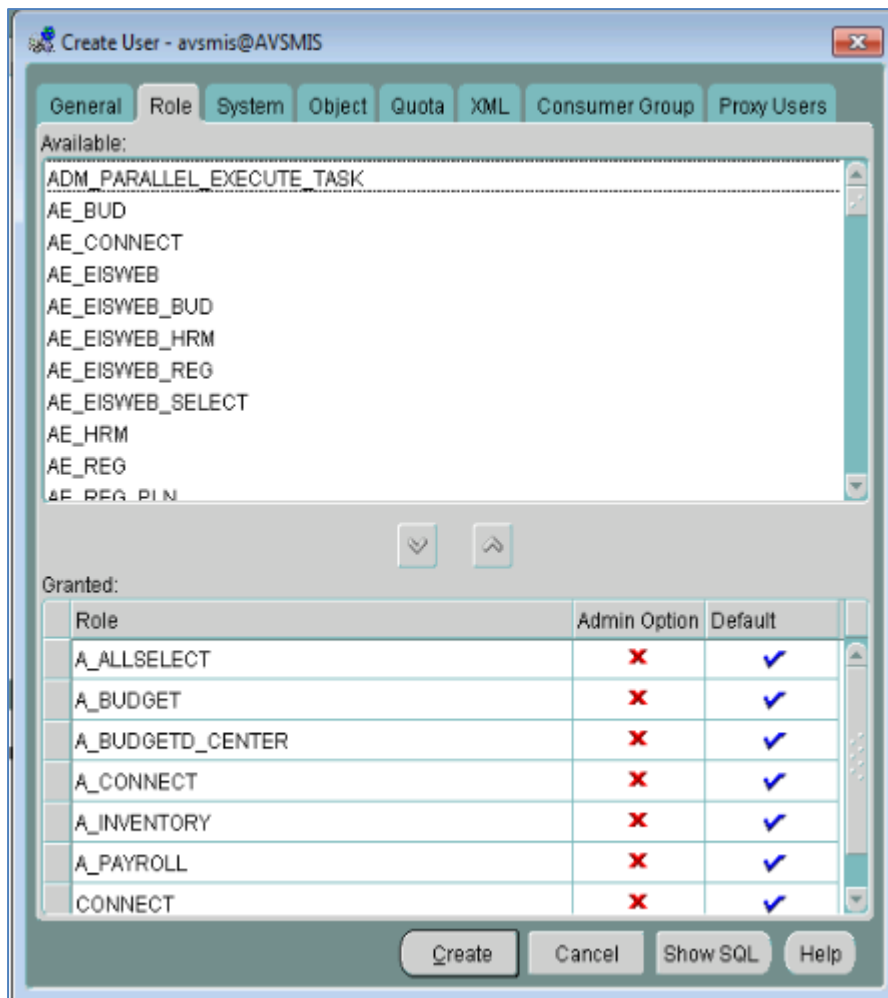 Create User - avsmis@AVSMIS
General Role System Object Quota XML Consumer Group Proxy Users
Available:
ADM_PARALLEL_EXECUTE_TASK
AE_BUD
AE_CONNECT
AE_EISWEB
AE_EISWEB_BUD
AE_EISWEB_HRM
AE_EISWEB_REG
AE_EISWEB_SELECT
AE_HRM
AE_REG
AE_REG_PLN
Granted:
Role Admin Option Default
A_ALLSELECT
A_BUDGET
A_BUDGETD_CENTER
A_CONNECT
A_INVENTORY
A_PAYROLL
CONNECT
Create Cancel Show SQL Help